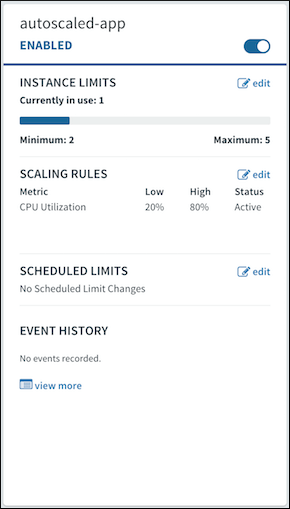 autoscaled-app
ENABLED
INSTANCE LIMITS edit
Currently in use: 1
Minimum: 2 Maximum: 5
SCALING RULES edit
Metric Low High Status
CPU Utilization 20% 80% Active
SCHEDULED LIMITS edit
No Scheduled Limit Changes
EVENT HISTORY
No events recorded.
view more